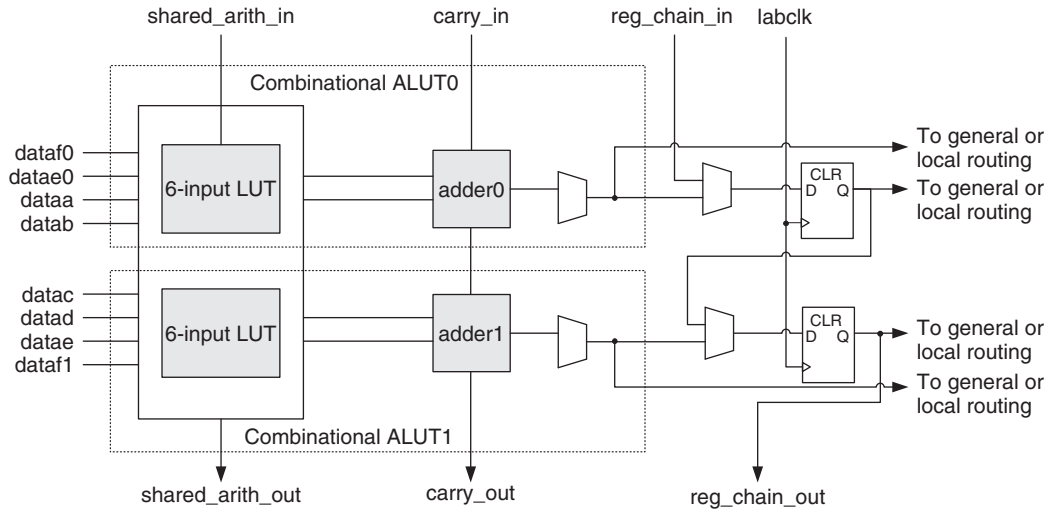 shared_arith_in
carry_in
reg_chain_in
labclk
Combinational ALUT0
dataf0
datae0
dataa
datab
6-input LUT
adder0
CLR
D Q
To general or
local routing
To general or
local routing
datac
datad
datae
dataf1
6-input LUT
adder1
CLR
D Q
To general or
local routing
To general or
local routing
Combinational ALUT1
shared_arith_out
carry_out
reg_chain_out